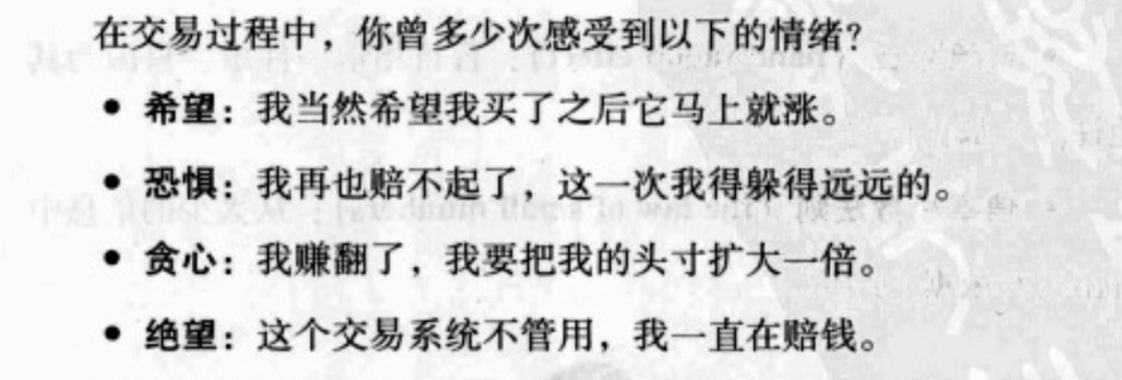 在交易过程中，你曾多少次感受到以下的情绪？
• 希望：我当然希望我买了之后它马上就涨。
• 恐惧：我再也赔不起了，这一次我得躲得远远的。
• 贪心：我赚翻了，我要把我的头寸扩大一倍。
• 绝望：这个交易系统不管用，我一直在赔钱。